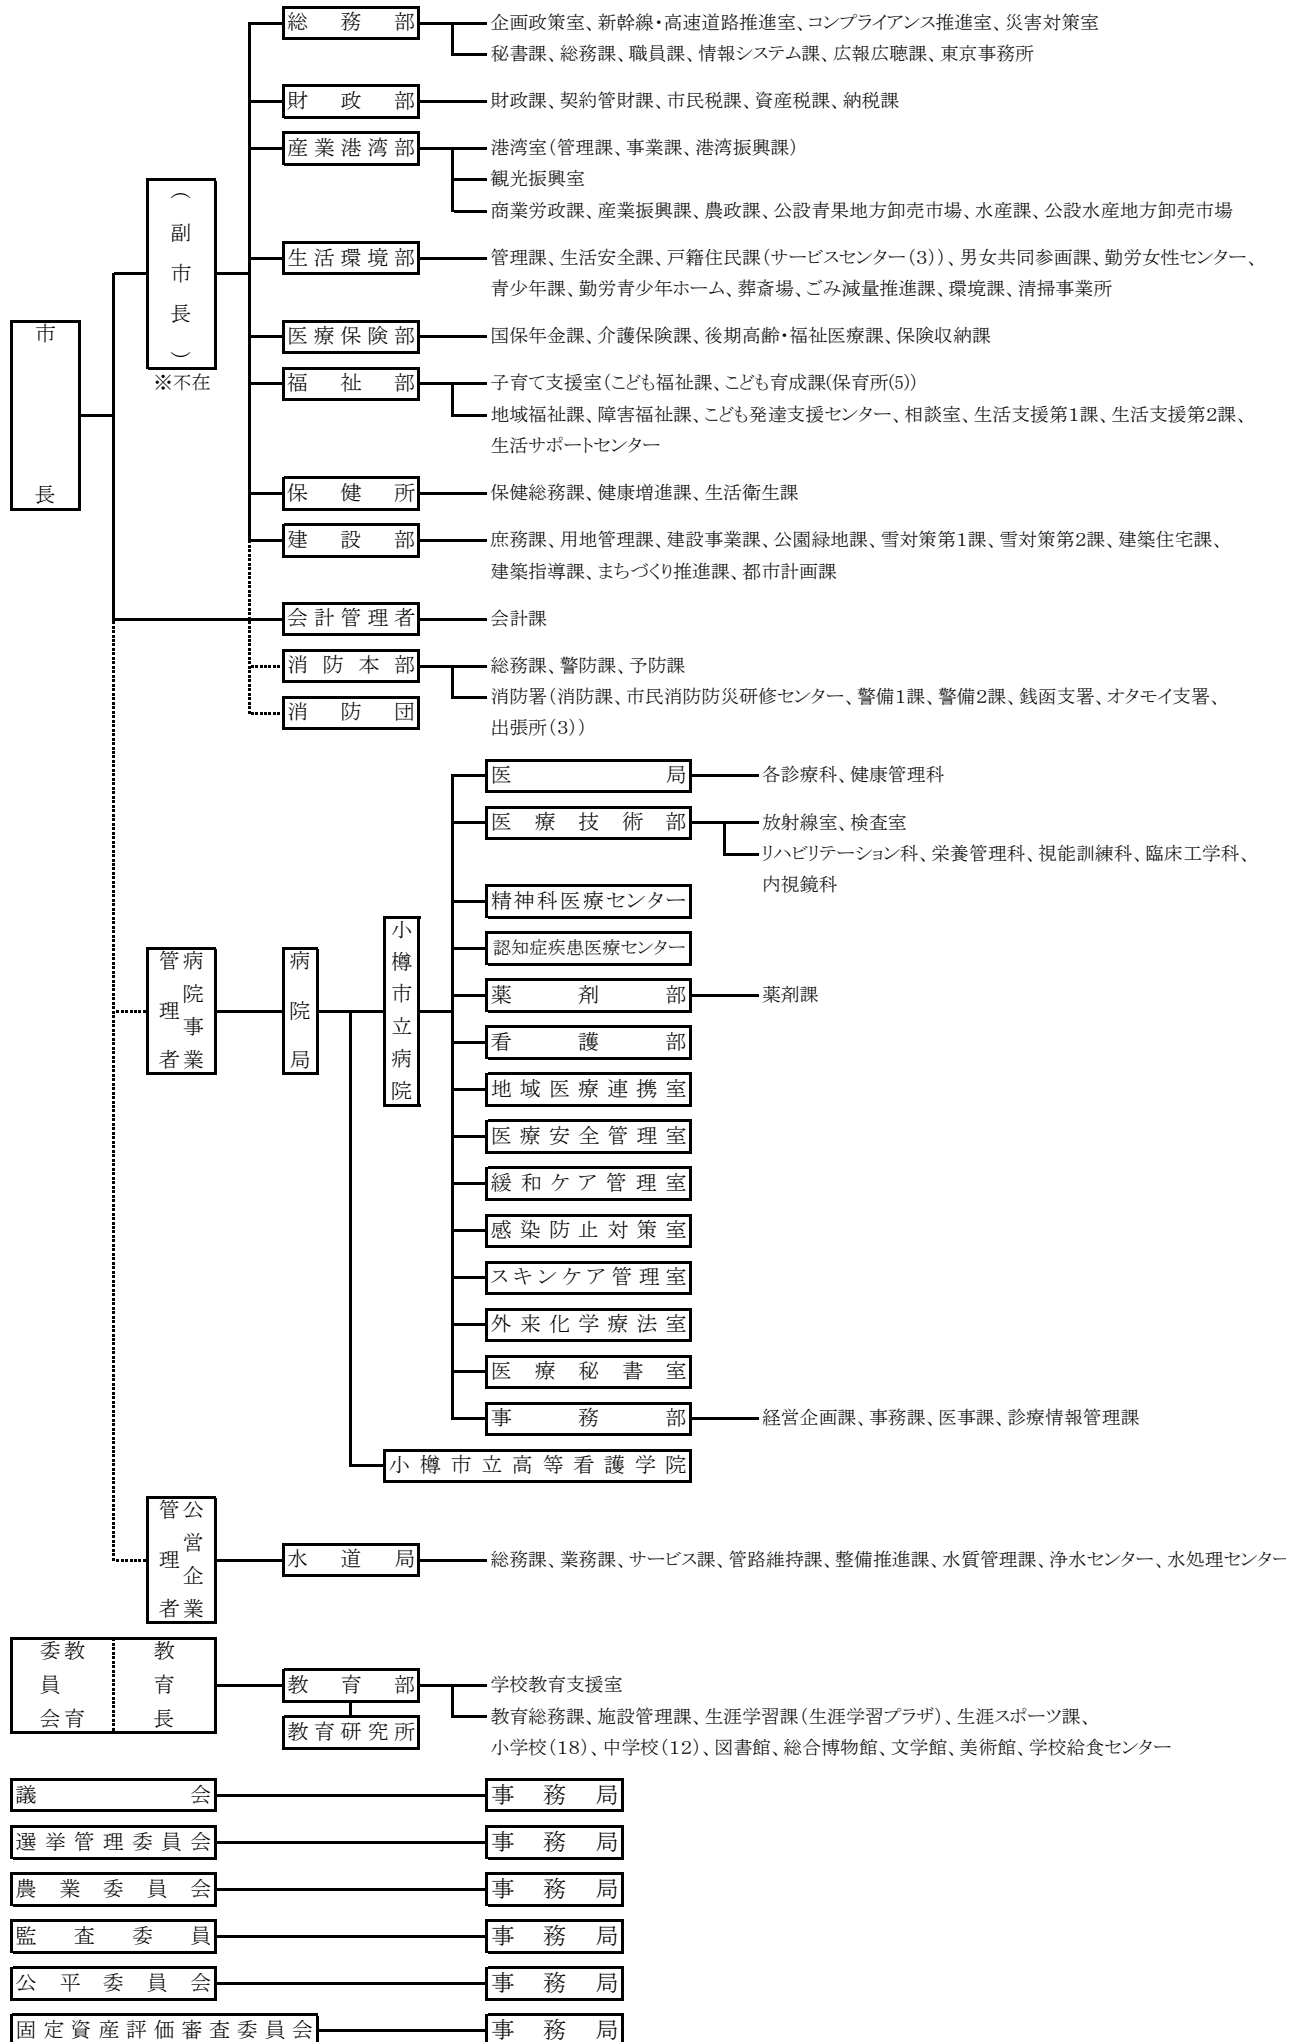 総務部
企画政策室、新幹線・高速道路推進室、コンプライアンス推進室、災害対策室
秘書課、総務課、職員課、情報システム課、広報広聴課、東京事務所
財政部
財政課、契約管財課、市民税課、資産税課、納税課
産業港湾部
港湾室(管理課、事業課、港湾振興課)
観光振興室
商業労政課、産業振興課、農政課、公設青果地方卸売市場、水産課、公設水産地方卸売市場
(副市長)
※不在
生活環境部
管理課、生活安全課、戸籍住民課(サービスセンター(3))、男女共同参画課、勤労女性センター、
青少年課、勤労青少年ホーム、葬斎場、ごみ減量推進課、環境課、清掃事業所
市長
医療保険部
国保年金課、介護保険課、後期高齢・福祉医療課、保険収納課
福祉部
子育て支援室(こども福祉課、こども育成課(保育所(5))
地域福祉課、障害福祉課、こども発達支援センター、相談室、生活支援第1課、生活支援第2課、
生活サポートセンター
保健所
保健総務課、健康増進課、生活衛生課
建設部
庶務課、用地管理課、建設事業課、公園緑地課、雪対策第1課、雪対策第2課、建築住宅課、
建築指導課、まちづくり推進課、都市計画課
会計管理者
会計課
消防本部
総務課、警防課、予防課
消防署(消防課、市民消防防災研修センター、警備1課、警備2課、銭函支署、オタモイ支署、
出張所(3))
消防団
病院事業管理者
病院局
小樽市立病院
医局
各診療科、健康管理科
医療技術部
放射線室、検査室
リハビリテーション科、栄養管理科、視能訓練科、臨床工学科、
内視鏡科
精神科医療センター
認知症疾患医療センター
薬剤部
薬剤課
看護部
地域医療連携室
医療安全管理室
緩和ケア管理室
感染防止対策室
スキンケア管理室
外来化学療法室
医療秘書室
事務部
経営企画課、事務課、医事課、診療情報管理課
小樽市立高等看護学院
公営企業管理者
水道局
総務課、業務課、サービス課、管路維持課、整備推進課、水質管理課、浄水センター、水処理センター
教育委員会
教育長
教育部
学校教育支援室
教育総務課、施設管理課、生涯学習課(生涯学習プラザ)、生涯スポーツ課、
小学校(18)、中学校(12)、図書館、総合博物館、文学館、美術館、学校給食センター
教育研究所
議会
事務局
選挙管理委員会
事務局
農業委員会
事務局
監査委員
事務局
公平委員会
事務局
固定資産評価審査委員会
事務局